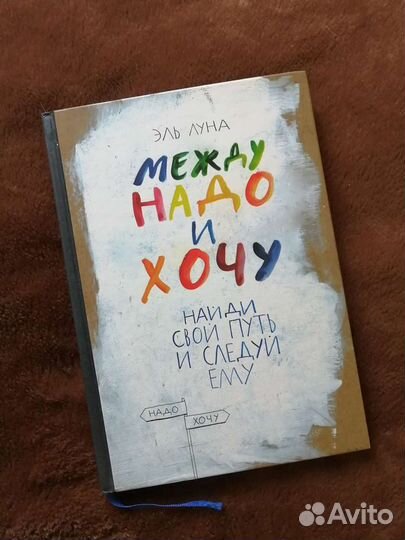 ЭЛЬ ЛУНА
МЕЖДУ
НАДО
И
ХОЧУ
НАЙДИ
СВОЙ ПУТЬ
И СЛЕДУЙ
ЕМУ
НАДО
ХОЧУ
Avito